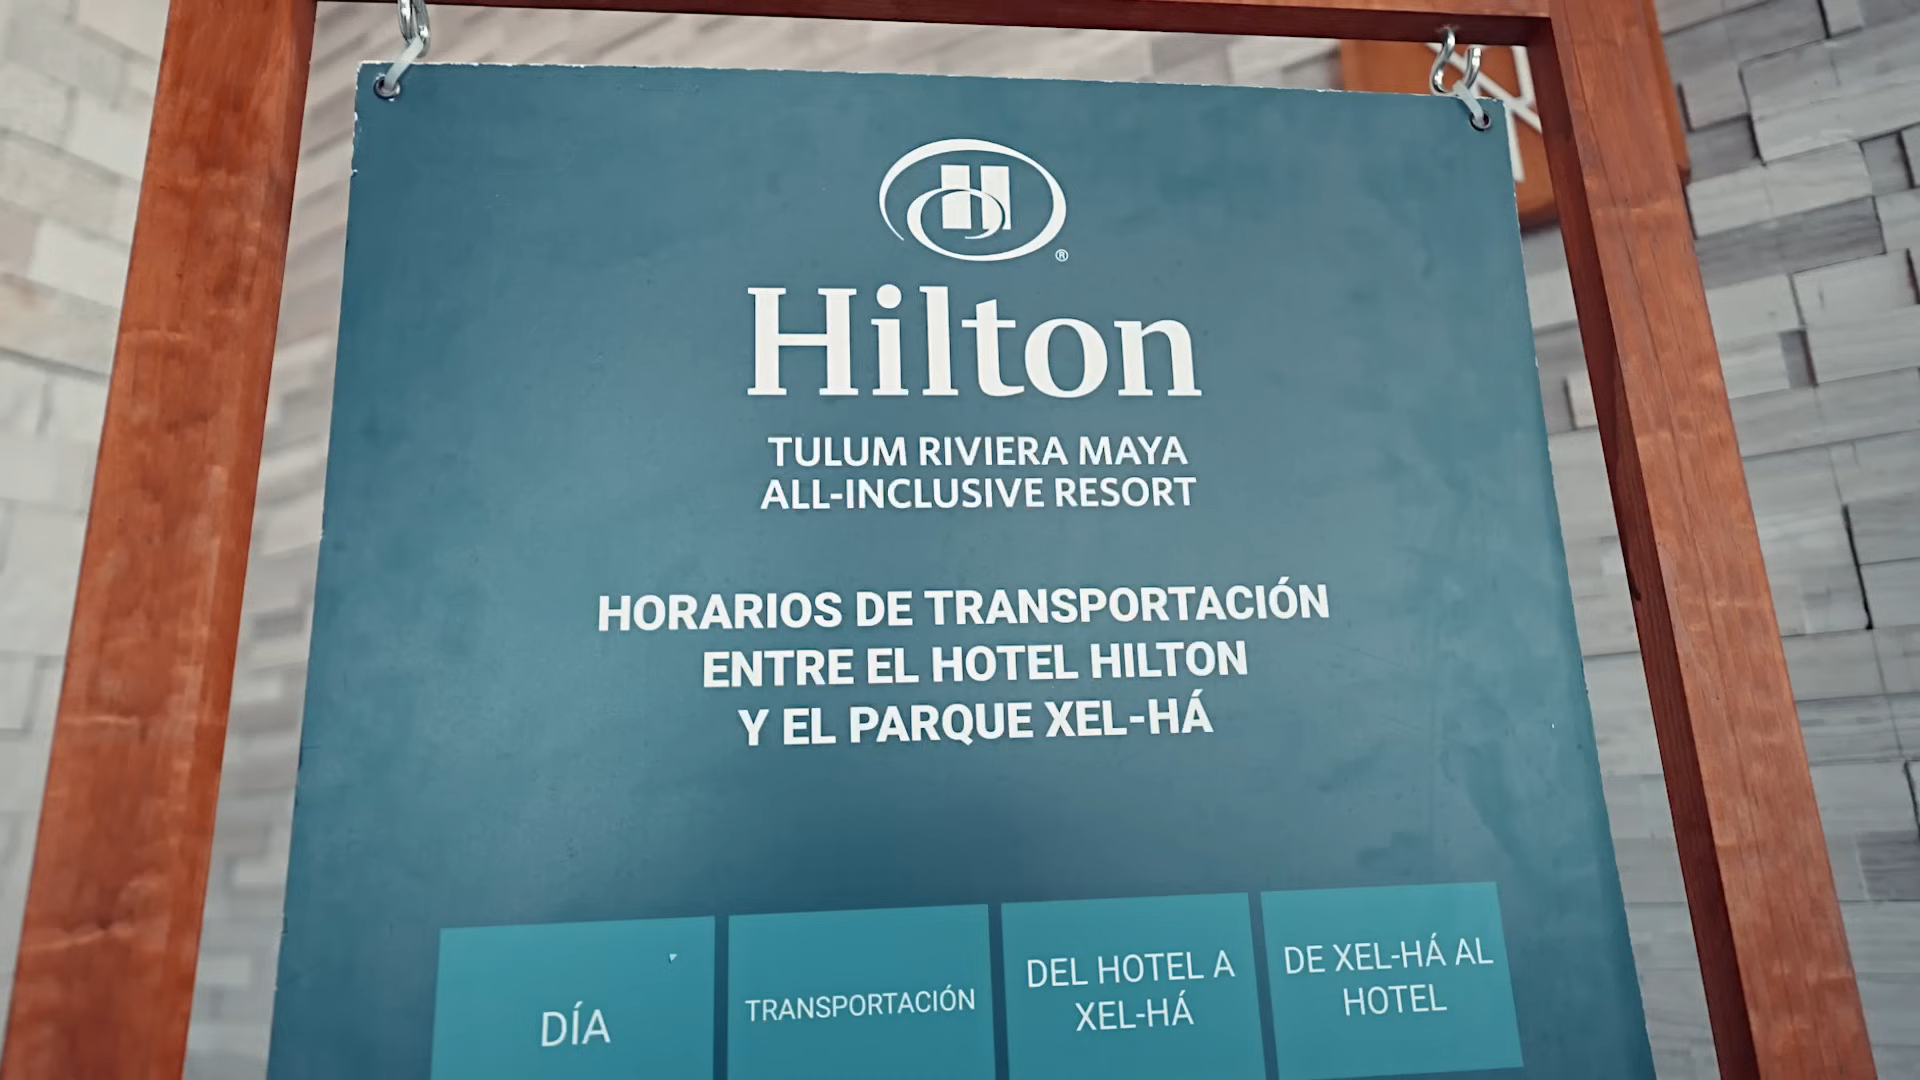 H
®
Hilton
TULUM RIVIERA MAYA
ALL-INCLUSIVE RESORT
HORARIOS DE TRANSPORTACIÓN
ENTRE EL HOTEL HILTON
Y EL PARQUE XEL-HÁ
DÍA
TRANSPORTACIÓN
DEL HOTEL A
XEL-HÁ
DE XEL-HÁ AL
HOTEL